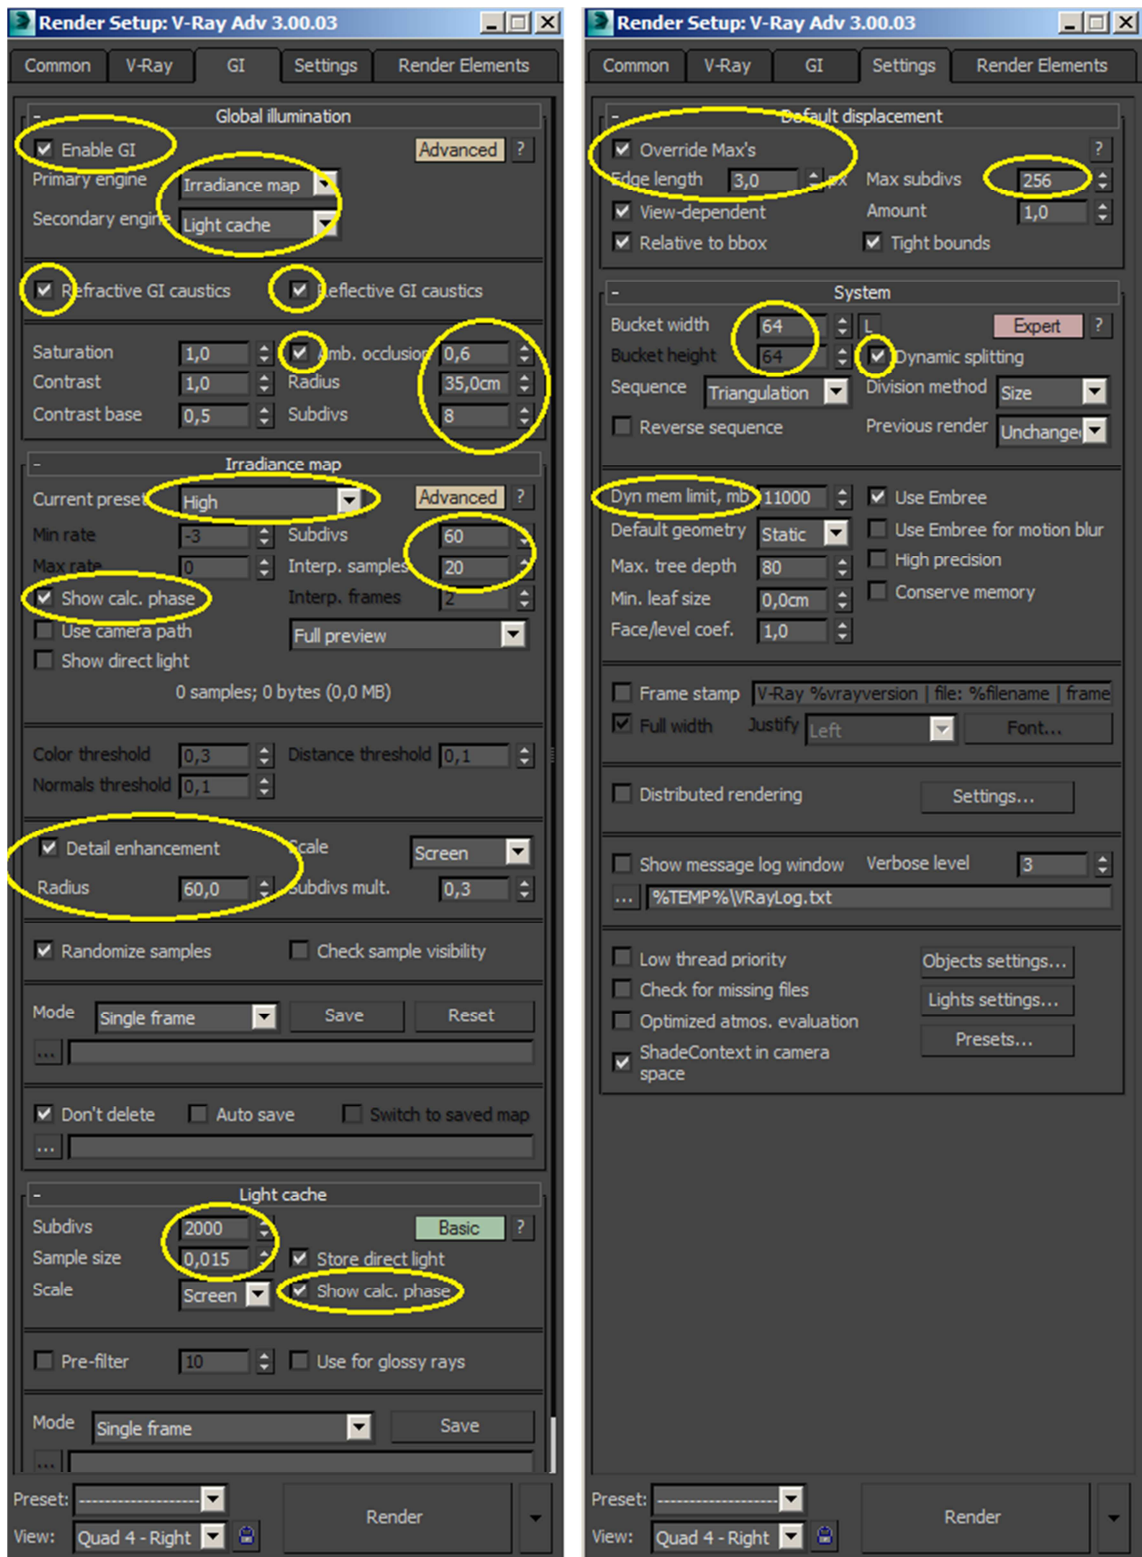 Render Setup: V-Ray Adv 3.00.03
Common V-Ray GI Settings Render Elements
- Global illumination
Enable GI Advanced ?
Primary engine Irradiance map
Secondary engine Light cache
Refractive GI caustics Reflective GI caustics
Saturation 1,0 Amb. occlusion 0,6
Contrast 1,0 Radius 35,0cm
Contrast base 0,5 Subdivs 8
- Irradiance map
Current preset High Advanced ?
Min rate -3 Subdivs 60
Max rate 0 Interp. samples 20
Show calc. phase Interp. frames 2
Use camera path Full preview
Show direct light
0 samples; 0 bytes (0,0 MB)
Color threshold 0,3 Distance threshold 0,1
Normals threshold 0,1
Detail enhancement Scale Screen
Radius 60,0 Subdivs mult. 0,3
Randomize samples Check sample visibility
Mode Single frame Save Reset
...
Don't delete Auto save Switch to saved map
...
- Light cache
Subdivs 2000 Basic ?
Sample size 0,015 Store direct light
Scale Screen Show calc. phase
Pre-filter 10 Use for glossy rays
Mode Single frame Save
...
Preset: --------------------
View: Quad 4 - Right Render
Render Setup: V-Ray Adv 3.00.03
Common V-Ray GI Settings Render Elements
- Default displacement
Override Max's ?
Edge length 3,0 px Max subdivs 256
View-dependent Amount 1,0
Relative to bbox Tight bounds
- System
Bucket width 64 L Expert ?
Bucket height 64 Dynamic splitting
Sequence Triangulation Division method Size
Reverse sequence Previous render Unchange
Dyn mem limit, mb 11000 Use Embree
Default geometry Static Use Embree for motion blur
Max. tree depth 80 High precision
Min. leaf size 0,0cm Conserve memory
Face/level coef. 1,0
Frame stamp V-Ray %vrayversion | file: %filename | frame
Full width Justify Left Font...
Distributed rendering Settings...
Show message log window Verbose level 3
... %TEMP%\VRayLog.txt
Low thread priority Objects settings...
Check for missing files Lights settings...
Optimized atmos. evaluation Presets...
ShadeContext in camera
space
Preset: --------------------
View: Quad 4 - Right Render